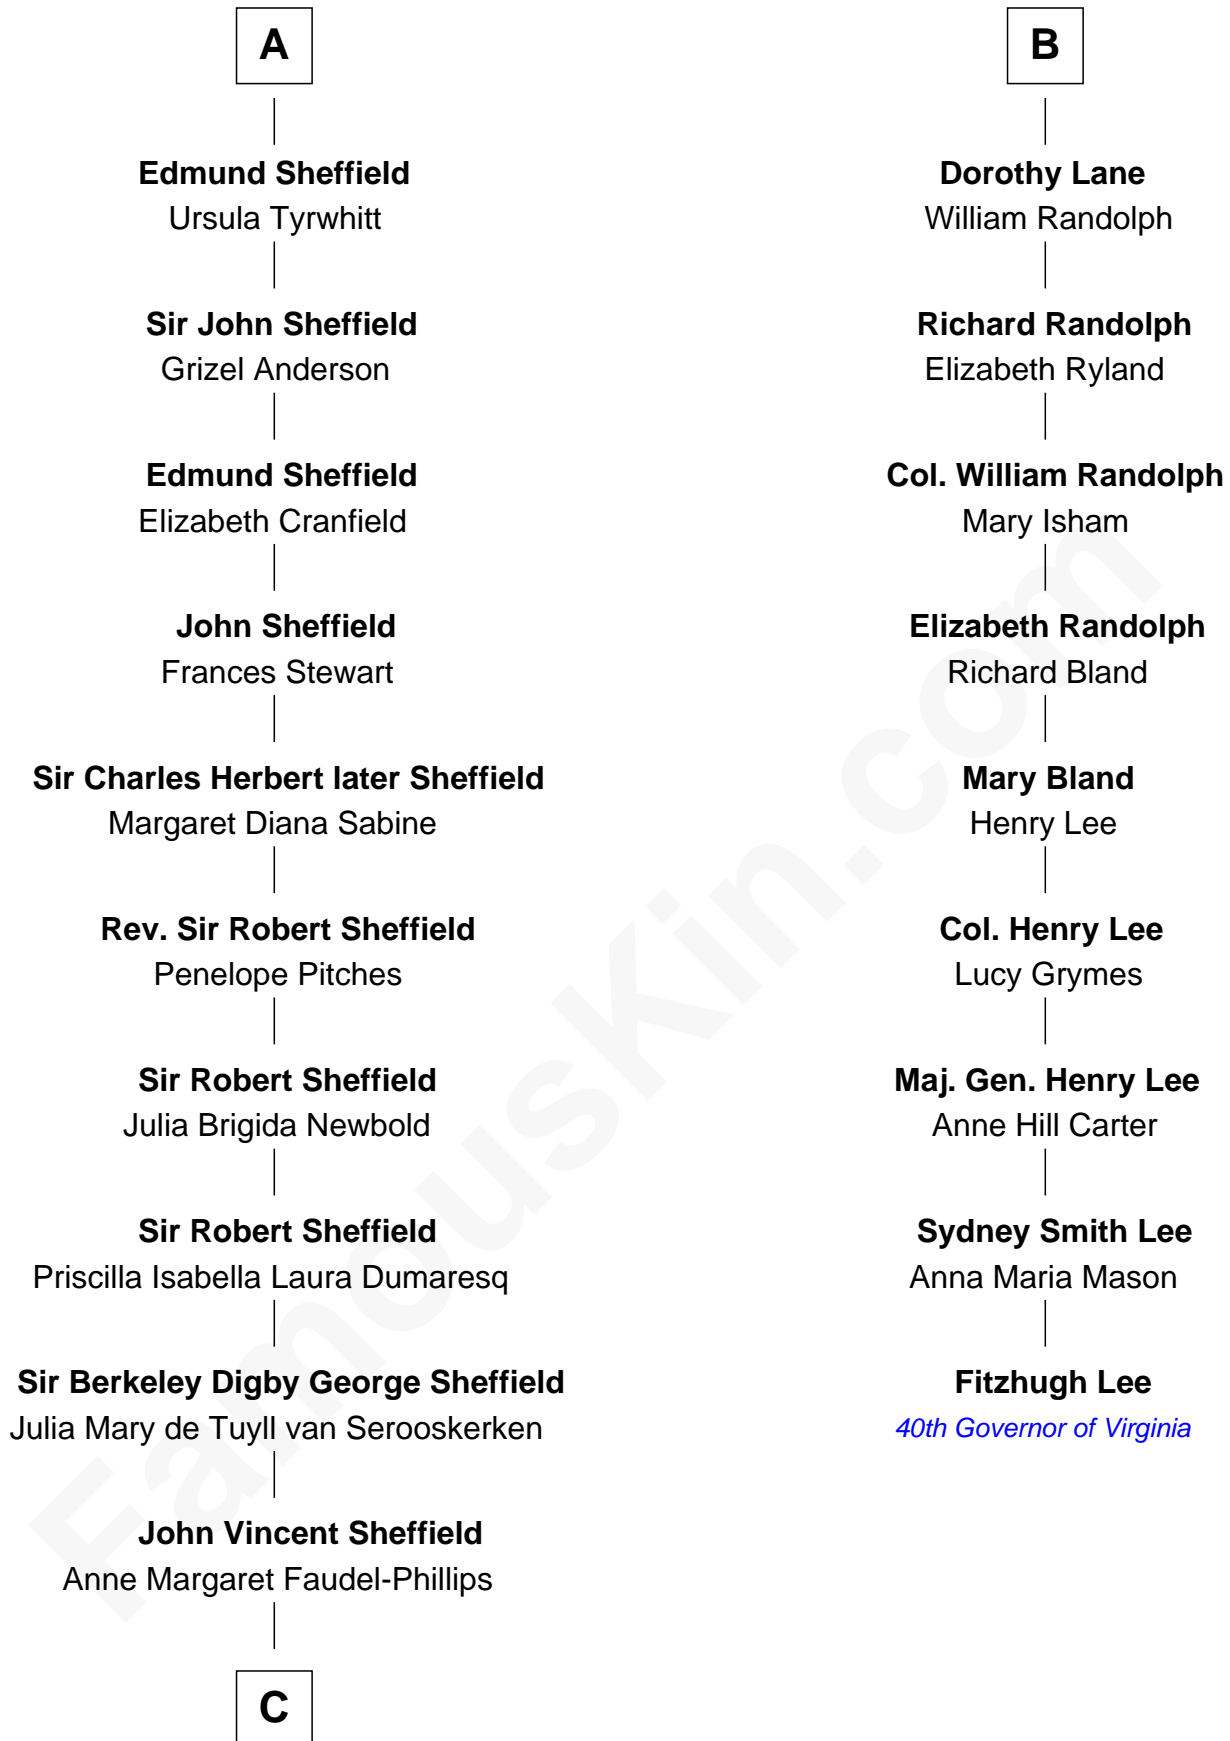 A
Edmund Sheffield
Ursula Tyrwhitt
Sir John Sheffield
Grizel Anderson
Edmund Sheffield
Elizabeth Cranfield
John Sheffield
Frances Stewart
Sir Charles Herbert later Sheffield
Margaret Diana Sabine
Rev. Sir Robert Sheffield
Penelope Pitches
Sir Robert Sheffield
Julia Brigida Newbold
Sir Robert Sheffield
Priscilla Isabella Laura Dumaresq
Sir Berkeley Digby George Sheffield
Julia Mary de Tuyll van Serooskerken
John Vincent Sheffield
Anne Margaret Faudel-Phillips
C
B
Dorothy Lane
William Randolph
Richard Randolph
Elizabeth Ryland
Col. William Randolph
Mary Isham
Elizabeth Randolph
Richard Bland
Mary Bland
Henry Lee
Col. Henry Lee
Lucy Grymes
Maj. Gen. Henry Lee
Anne Hill Carter
Sydney Smith Lee
Anna Maria Mason
Fitzhugh Lee
40th Governor of Virginia
FamousKin.com